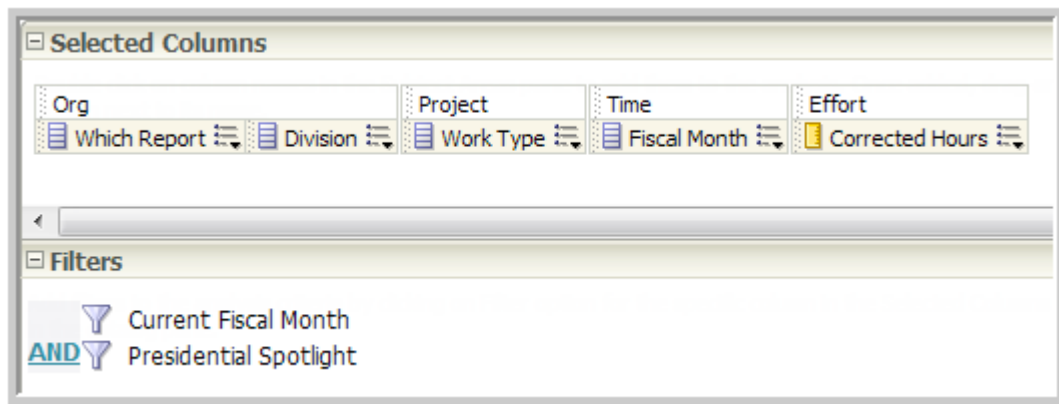 Selected Columns
Org Project Time Effort
Which Report Division Work Type Fiscal Month Corrected Hours
Filters
Current Fiscal Month
AND Presidential Spotlight